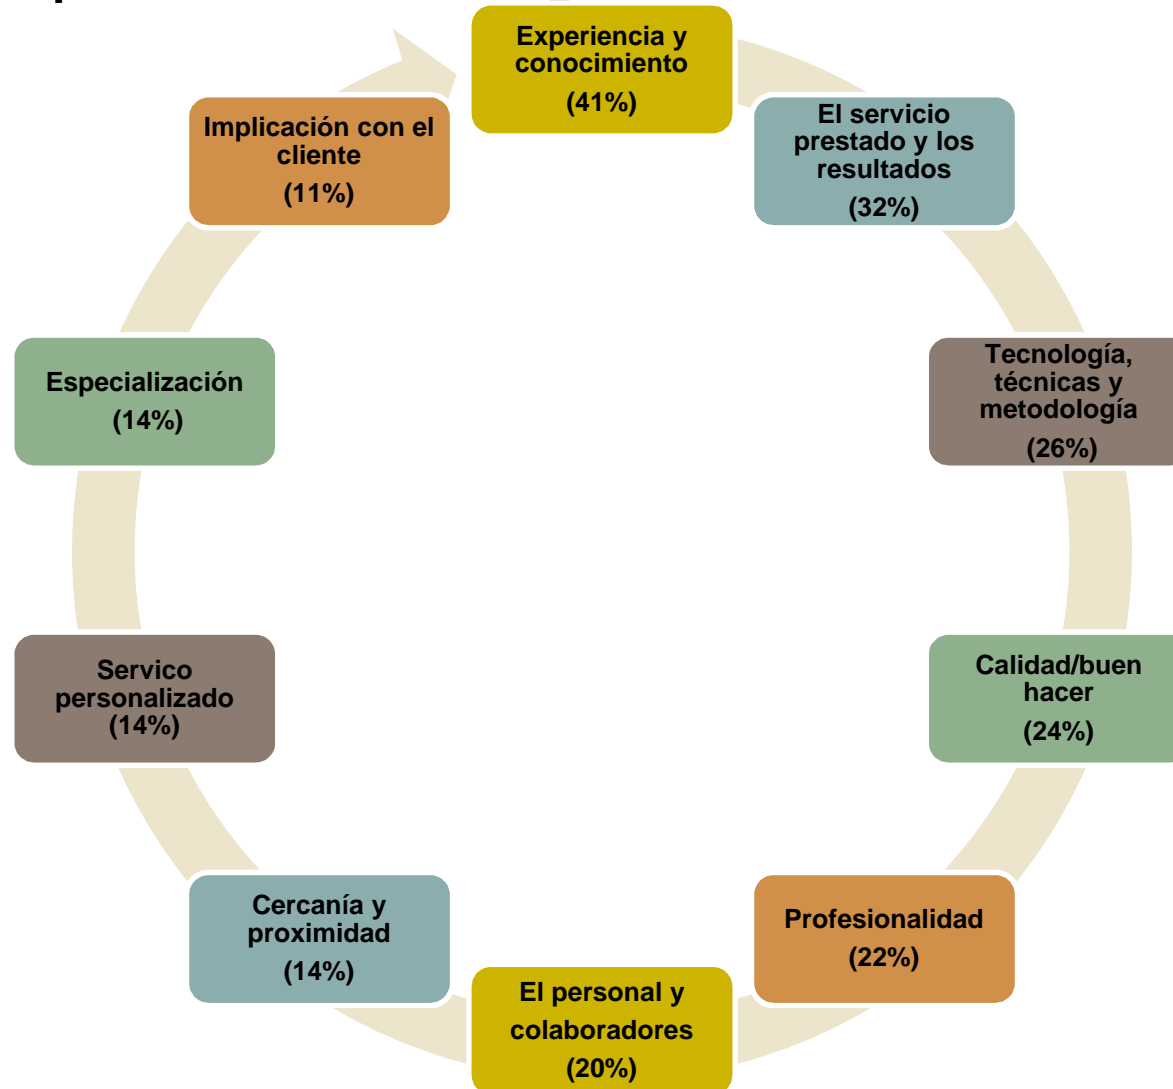 Experiencia y
conocimiento
(41%)
El servicio
prestado y los
resultados
(32%)
Tecnología,
técnicas y
metodología
(26%)
Calidad/buen
hacer
(24%)
Profesionalidad
(22%)
El personal y
colaboradores
(20%)
Cercanía y
proximidad
(14%)
Servico
personalizado
(14%)
Especialización
(14%)
Implicación con el
cliente
(11%)